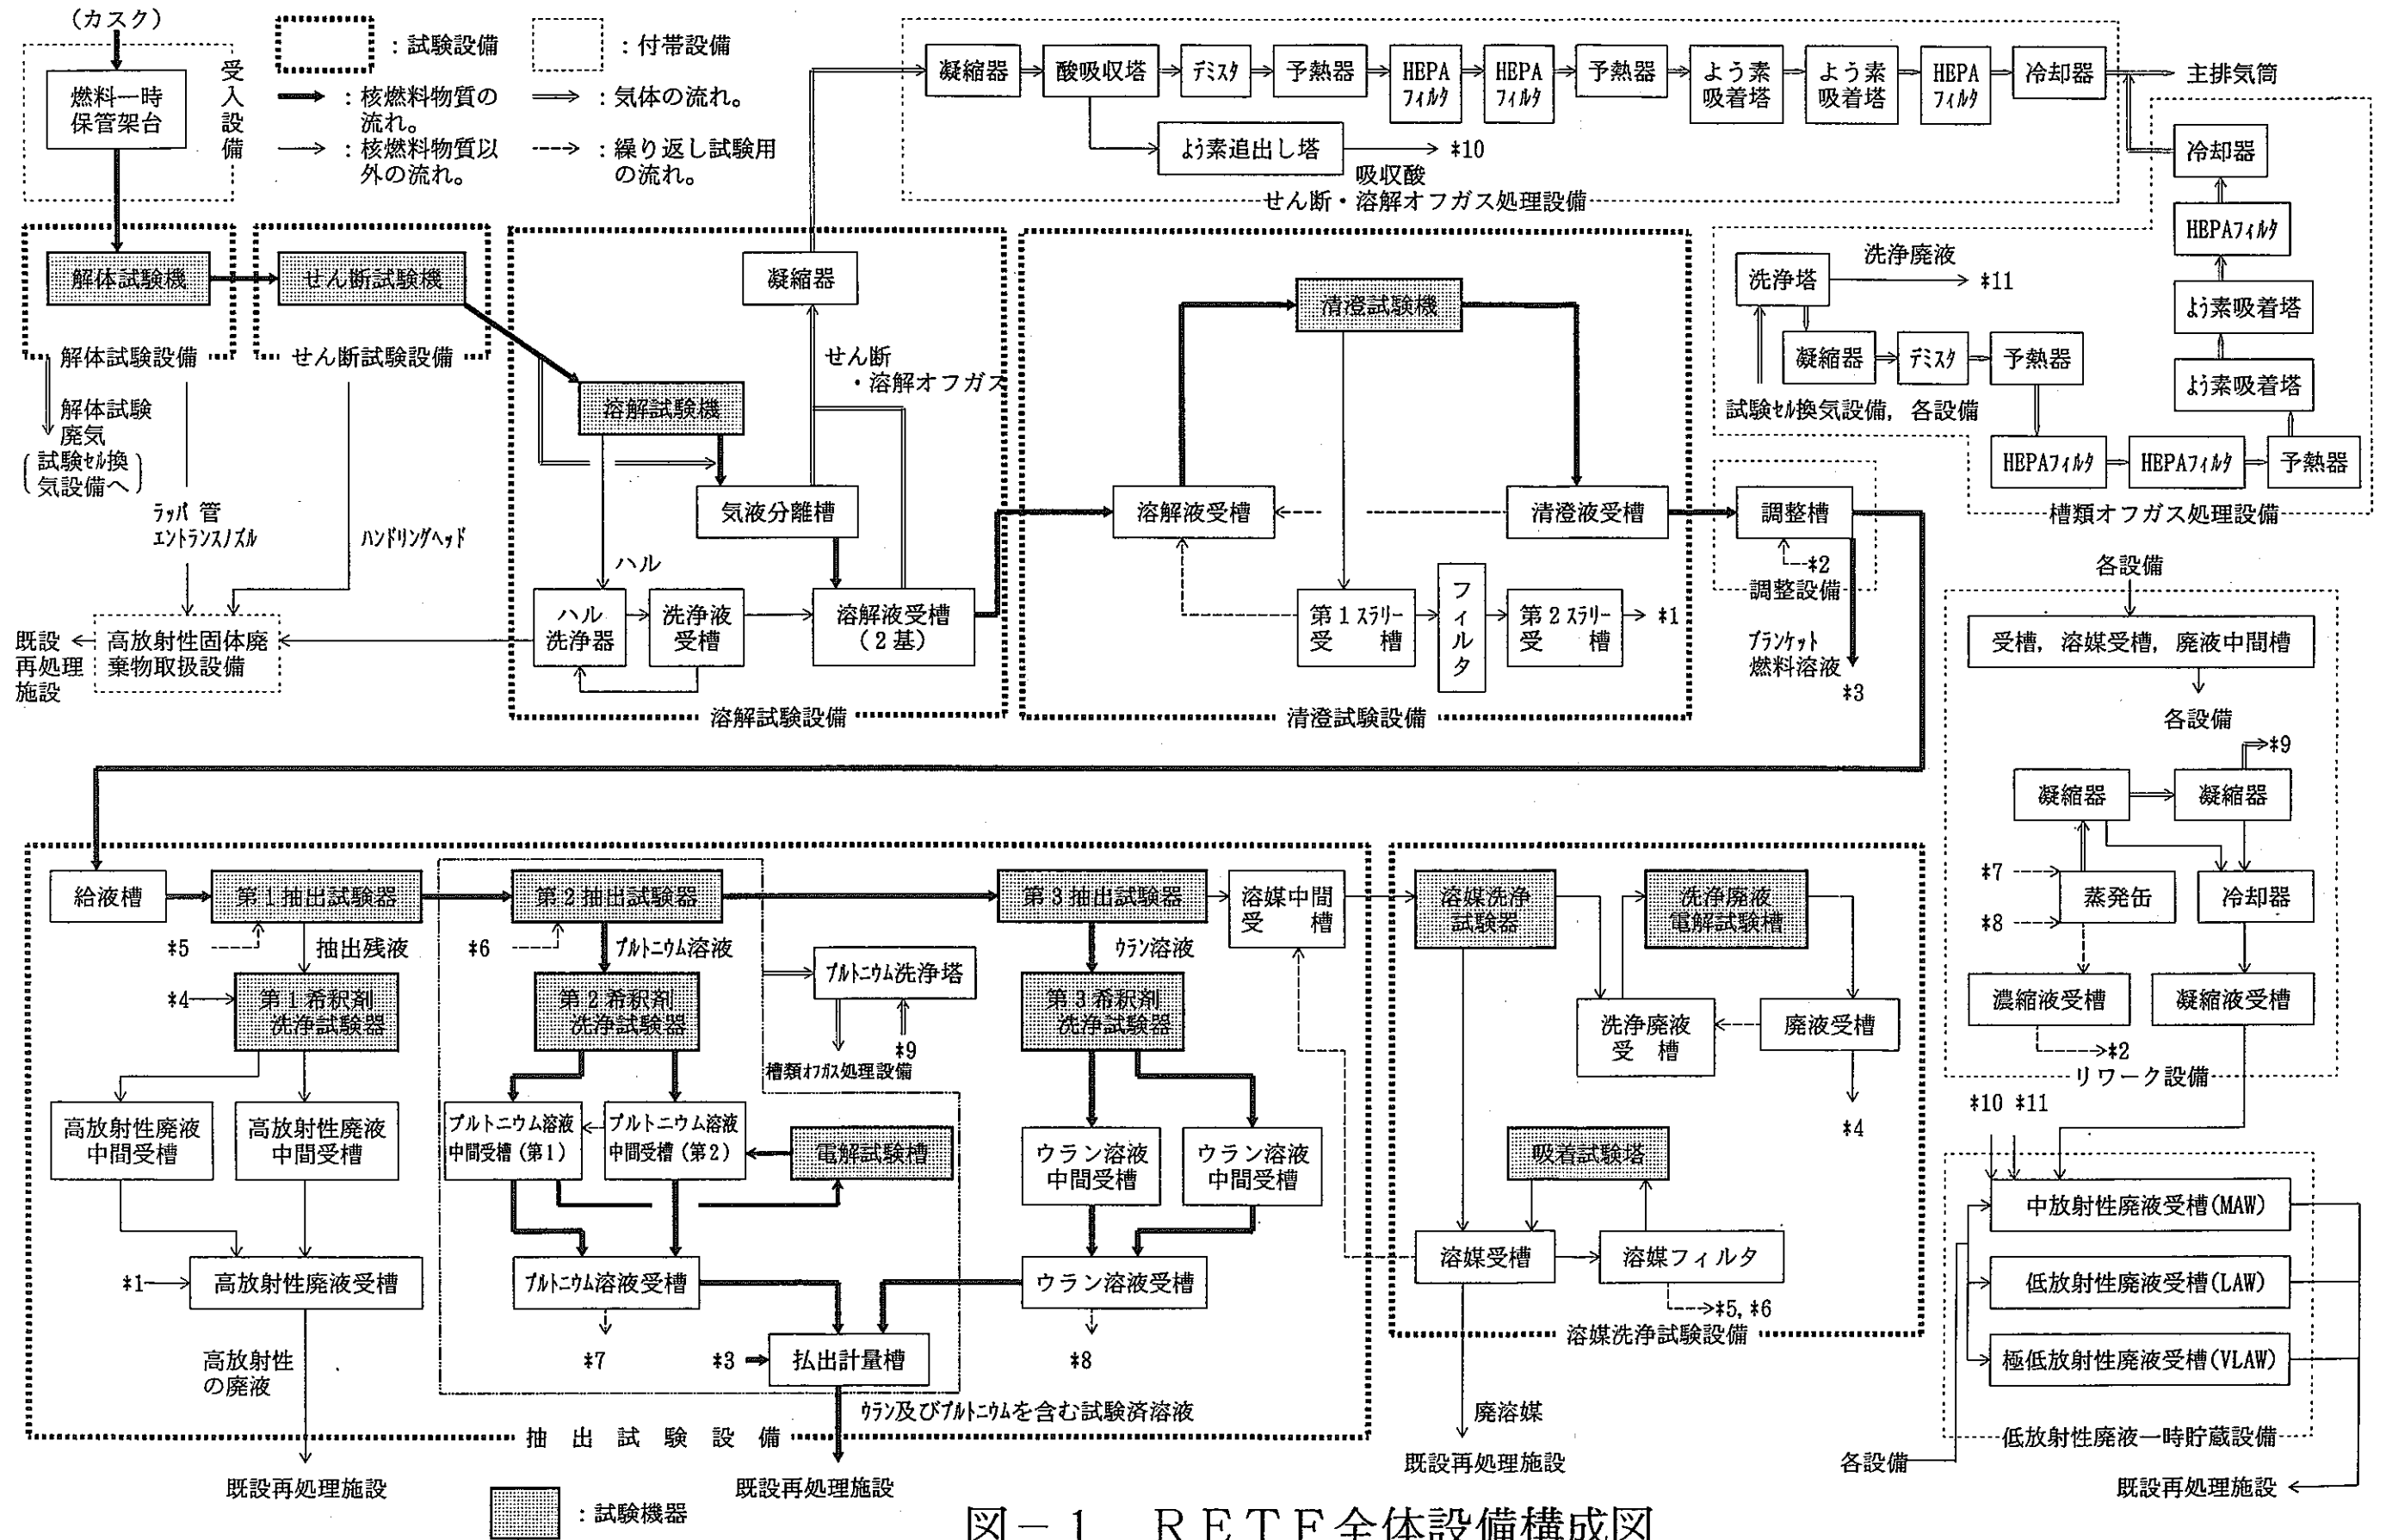 (カスク)
燃料一時
保管架台
受入設備
：試験設備
：付帯設備
：核燃料物質の
流れ。
：気体の流れ。
：核燃料物質以
外の流れ。
：繰り返し試験用
の流れ。
凝縮器
酸吸収塔
デミスタ
予熱器
HEPA
フィルタ
HEPA
フィルタ
予熱器
よう素
吸着塔
よう素
吸着塔
HEPA
フィルタ
冷却器
主排気筒
よう素追出し塔
*10
吸収酸
せん断・溶解オフガス処理設備
冷却器
HEPAフィルタ
よう素吸着塔
よう素吸着塔
洗浄塔
洗浄廃液
*11
凝縮器
デミスタ
予熱器
試験セル換気設備，各設備
HEPAフィルタ
HEPAフィルタ
予熱器
槽類オフガス処理設備
解体試験機
解体試験設備
せん断試験機
せん断試験設備
解体試験
廃気
(試験セル換
気設備へ)
ラッパ 管
エントランスノズル
ハンドリングヘッド
既設
再処理
施設
高放射性固体廃
棄物取扱設備
凝縮器
せん断
・溶解オフガス
溶解試験機
気液分離槽
ハル
ハル
洗浄器
洗浄液
受槽
溶解液受槽
(2基)
溶解試験設備
清澄試験機
溶解液受槽
清澄液受槽
第1スラリー
受 槽
フィルタ
第2スラリー
受 槽
*1
清澄試験設備
調整槽
*2
調整設備
ブランケット
燃料溶液
*3
各設備
受槽，溶媒受槽，廃液中間槽
各設備
*9
凝縮器
凝縮器
*7
*8
蒸発缶
冷却器
濃縮液受槽
凝縮液受槽
*2
リワーク設備
給液槽
第1抽出試験器
第2抽出試験器
第3抽出試験器
溶媒中間
受 槽
*5
抽出残液
*6
プルトニウム溶液
ウラン溶液
*4
第1希釈剤
洗浄試験器
第2希釈剤
洗浄試験器
プルトニウム洗浄塔
*9
槽類オフガス処理設備
第3希釈剤
洗浄試験器
高放射性廃液
中間受槽
高放射性廃液
中間受槽
プルトニウム溶液
中間受槽(第1)
プルトニウム溶液
中間受槽(第2)
電解試験槽
ウラン溶液
中間受槽
ウラン溶液
中間受槽
*1
高放射性廃液受槽
プルトニウム溶液受槽
ウラン溶液受槽
*7
*3
払出計量槽
*8
高放射性
の廃液
ウラン及びプルトニウムを含む試験済溶液
抽 出 試 験 設 備
既設再処理施設
既設再処理施設
溶媒洗浄
試験器
洗浄廃液
電解試験槽
洗浄廃液
受 槽
廃液受槽
*4
吸着試験塔
溶媒受槽
溶媒フィルタ
*5, *6
溶媒洗浄試験設備
廃溶媒
既設再処理施設
*10 *11
中放射性廃液受槽(MAW)
低放射性廃液受槽(LAW)
極低放射性廃液受槽(VLAW)
低放射性廃液一時貯蔵設備
各設備
既設再処理施設
：試験機器
図－1 RETF全体設備構成図